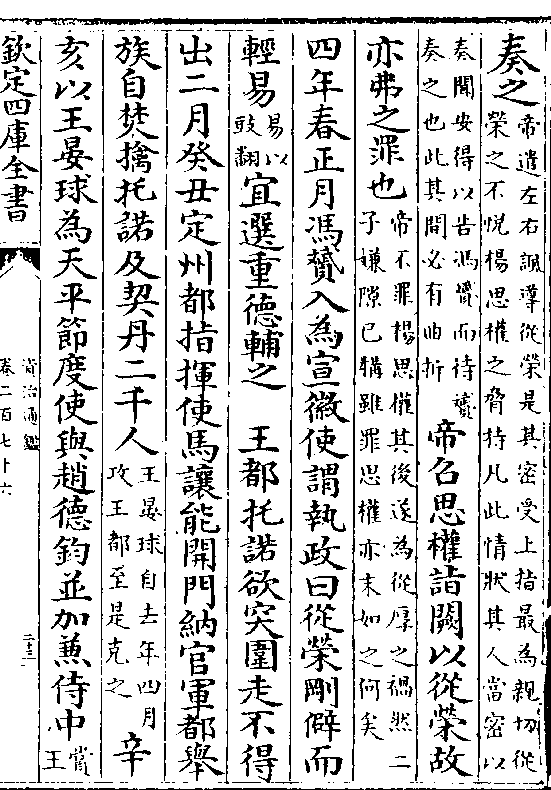 奏之帝遣左右諷導從榮是其密受上指最為親切從榮之不悅楊思權之脅持凡此情狀其人當密以
奏聞安得以告馮贇而待贇奏之也此其間必有曲折帝召思權詣闕以從榮故
亦弗之罪也帝不罪楊思權其後遂為從厚之禍然二子嫌隙已構雖罪思權亦末如之何矣
四年春正月馮贇入為宣徽使謂執政曰從榮剛僻而
輕易易以豉翻宜選重德輔之　王都托諾欲突圍走不得
出二月癸丑定州都指揮使馬讓能開門納官軍都舉
族自焚擒托諾及契丹二千人王晏球自去年四月攻王都至是克之辛
亥以王晏球為天平節度使與趙德鈞並加兼侍中賞王
欽定四庫全書
資治通鑑
卷二百七十六